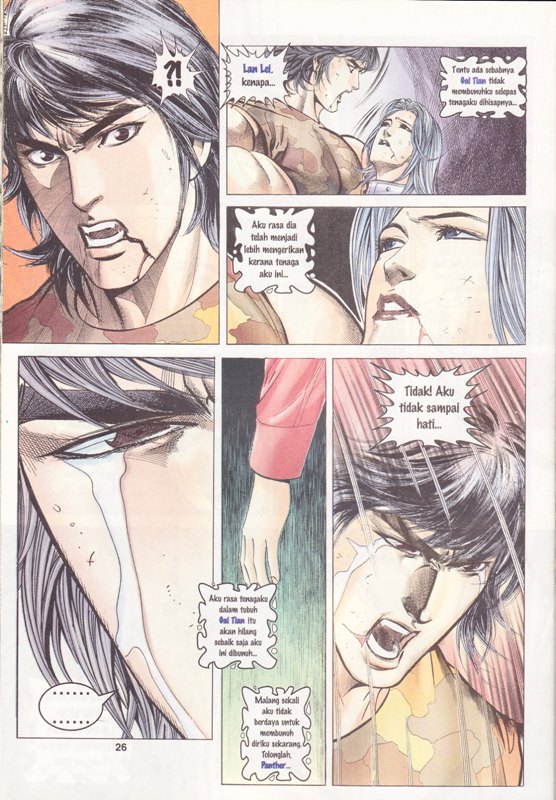 ?!
Lan Lei,
kenapa...
Tentu ada sebabnya
Gai Tian tidak
membunuhku selepas
tenagaku dihisapnya...
Aku rasa dia
telah menjadi
lebih mengerikan
kerana tenaga
aku ini...
Tidak! Aku
tidak sampai
hati...
Aku rasa tenagaku
dalam tubuh
Gai Tian itu
akan hilang
sebaik saja aku
ini dibunuh...
Malang sekali
aku tidak
berdaya untuk
membunuh
diriku sekarang.
Tolonglah,
Panther...
......
......
26